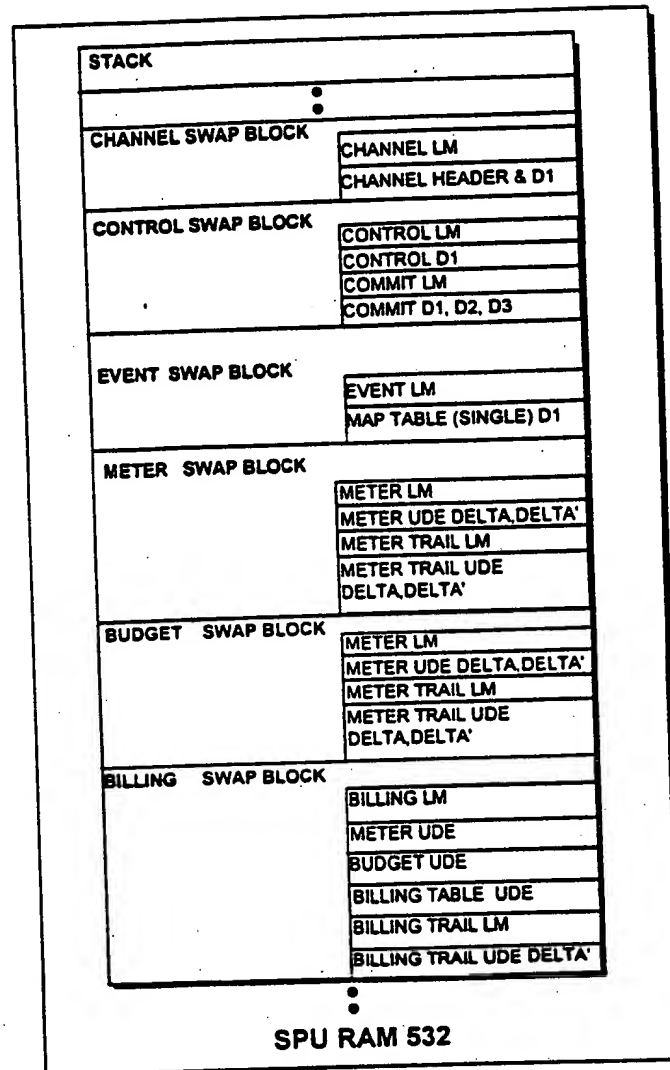 STACK
CHANNEL SWAP BLOCK
CHANNEL LM
CHANNEL HEADER & D1
CONTROL SWAP BLOCK
CONTROL LM
CONTROL D1
COMMIT LM
COMMIT D1, D2, D3
EVENT SWAP BLOCK
EVENT LM
MAP TABLE (SINGLE) D1
METER SWAP BLOCK
METER LM
METER UDE DELTA,DELTA'
METER TRAIL LM
METER TRAIL UDE
DELTA,DELTA'
BUDGET SWAP BLOCK
METER LM
METER UDE DELTA,DELTA'
METER TRAIL LM
METER TRAIL UDE
DELTA,DELTA'
BILLING SWAP BLOCK
BILLING LM
METER UDE
BUDGET UDE
BILLING TABLE UDE
BILLING TRAIL LM
BILLING TRAIL UDE DELTA'
SPU RAM 532